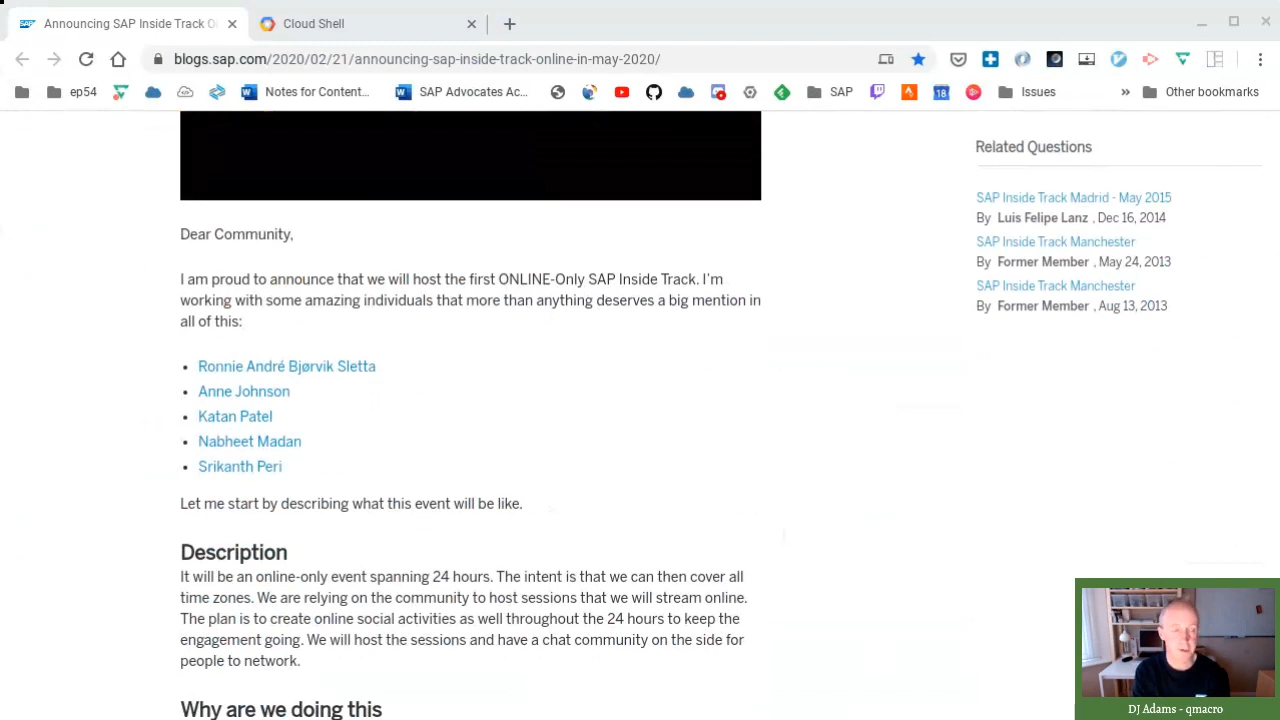 Announcing SAP Inside Track O
Cloud Shell
blogs.sap.com/2020/02/21/announcing-sap-inside-track-online-in-may-2020/
ep54
Notes for Content...
SAP Advocates Ac...
SAP
18
Issues
»
Other bookmarks
Dear Community,
I am proud to announce that we will host the first ONLINE-Only SAP Inside Track. I'm
working with some amazing individuals that more than anything deserves a big mention in
all of this:
• Ronnie André Bjørvik Sletta
• Anne Johnson
• Katan Patel
• Nabheet Madan
• Srikanth Peri
Let me start by describing what this event will be like.
Description
It will be an online-only event spanning 24 hours. The intent is that we can then cover all
time zones. We are relying on the community to host sessions that we will stream online.
The plan is to create online social activities as well throughout the 24 hours to keep the
engagement going. We will host the sessions and have a chat community on the side for
people to network.
Why are we doing this
Related Questions
SAP Inside Track Madrid - May 2015
By Luis Felipe Lanz , Dec 16, 2014
SAP Inside Track Manchester
By Former Member , May 24, 2013
SAP Inside Track Manchester
By Former Member , Aug 13, 2013
DJ Adams - qmacro